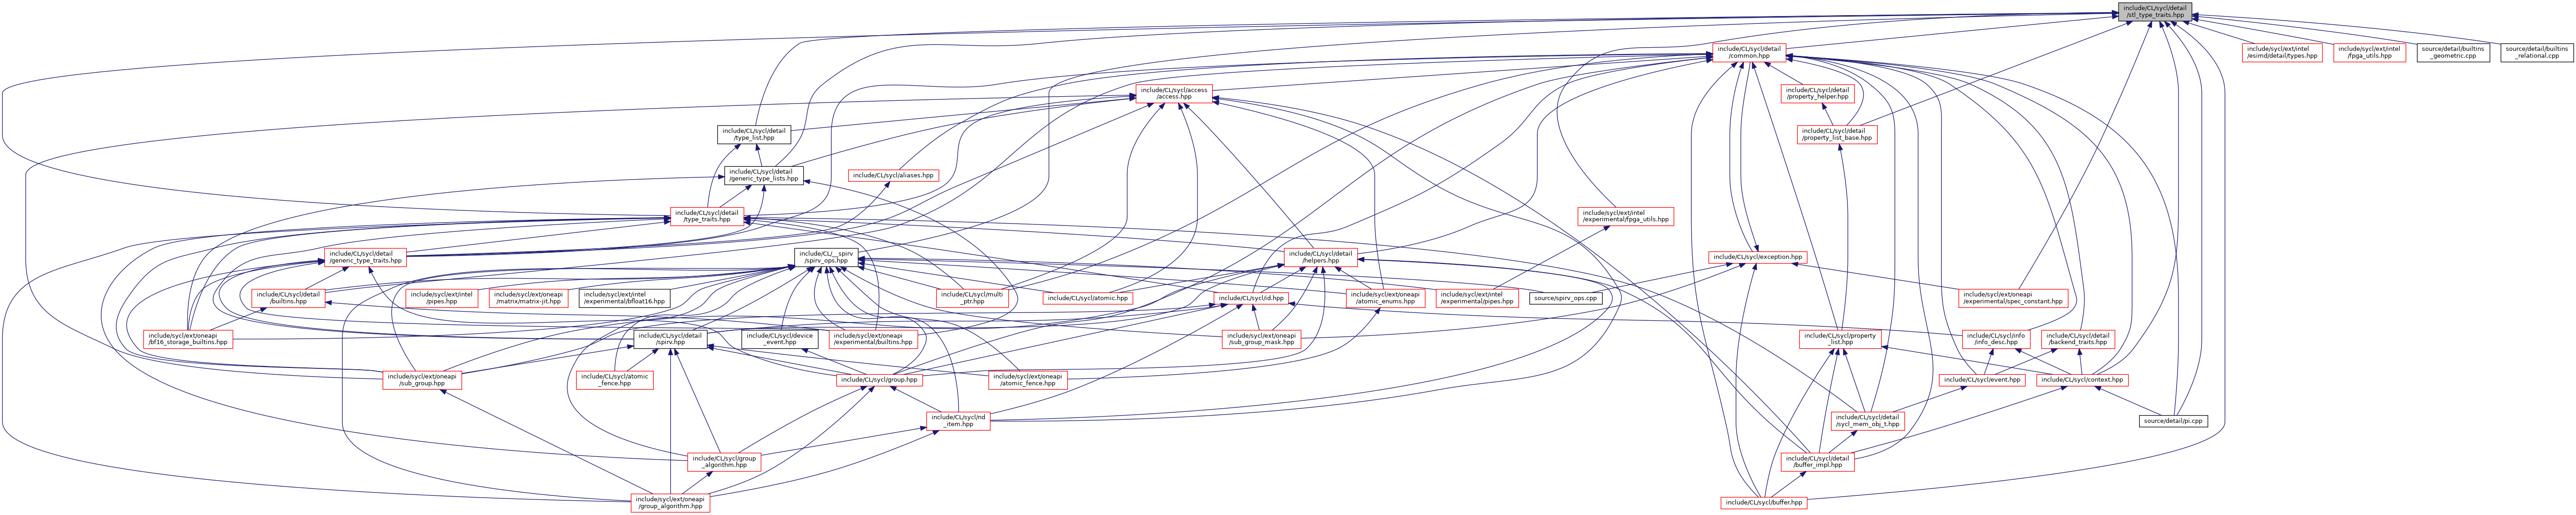 include/CL/sycl/detail
/stl_type_traits.hpp
include/CL/sycl/detail
/common.hpp
include/sycl/ext/intel
/esimd/detail/types.hpp
include/sycl/ext/intel
/fpga_utils.hpp
source/detail/builtins
_geometric.cpp
source/detail/builtins
_relational.cpp
include/CL/sycl/access
/access.hpp
include/CL/sycl/detail
/property_helper.hpp
include/CL/sycl/detail
/type_list.hpp
include/CL/sycl/detail
/property_list_base.hpp
include/CL/sycl/detail
/generic_type_lists.hpp
include/CL/sycl/aliases.hpp
include/CL/sycl/detail
/type_traits.hpp
include/sycl/ext/intel
/experimental/fpga_utils.hpp
include/CL/sycl/detail
/generic_type_traits.hpp
include/CL/__spirv
/spirv_ops.hpp
include/CL/sycl/detail
/helpers.hpp
include/CL/sycl/exception.hpp
include/CL/sycl/detail
/builtins.hpp
include/sycl/ext/intel
/pipes.hpp
include/sycl/ext/oneapi
/matrix/matrix-jit.hpp
include/sycl/ext/intel
/experimental/bfloat16.hpp
include/CL/sycl/multi
_ptr.hpp
include/CL/sycl/atomic.hpp
include/CL/sycl/id.hpp
include/sycl/ext/oneapi
/atomic_enums.hpp
include/sycl/ext/intel
/experimental/pipes.hpp
source/spirv_ops.cpp
include/sycl/ext/oneapi
/experimental/spec_constant.hpp
include/sycl/ext/oneapi
/bf16_storage_builtins.hpp
include/CL/sycl/detail
/spirv.hpp
include/CL/sycl/device
_event.hpp
include/sycl/ext/oneapi
/experimental/builtins.hpp
include/sycl/ext/oneapi
/sub_group_mask.hpp
include/CL/sycl/property
_list.hpp
include/CL/sycl/info
/info_desc.hpp
include/CL/sycl/detail
/backend_traits.hpp
include/sycl/ext/oneapi
/sub_group.hpp
include/CL/sycl/atomic
_fence.hpp
include/CL/sycl/group.hpp
include/sycl/ext/oneapi
/atomic_fence.hpp
include/CL/sycl/event.hpp
include/CL/sycl/context.hpp
include/CL/sycl/nd
_item.hpp
include/CL/sycl/detail
/sycl_mem_obj_t.hpp
source/detail/pi.cpp
include/CL/sycl/group
_algorithm.hpp
include/CL/sycl/detail
/buffer_impl.hpp
include/sycl/ext/oneapi
/group_algorithm.hpp
include/CL/sycl/buffer.hpp